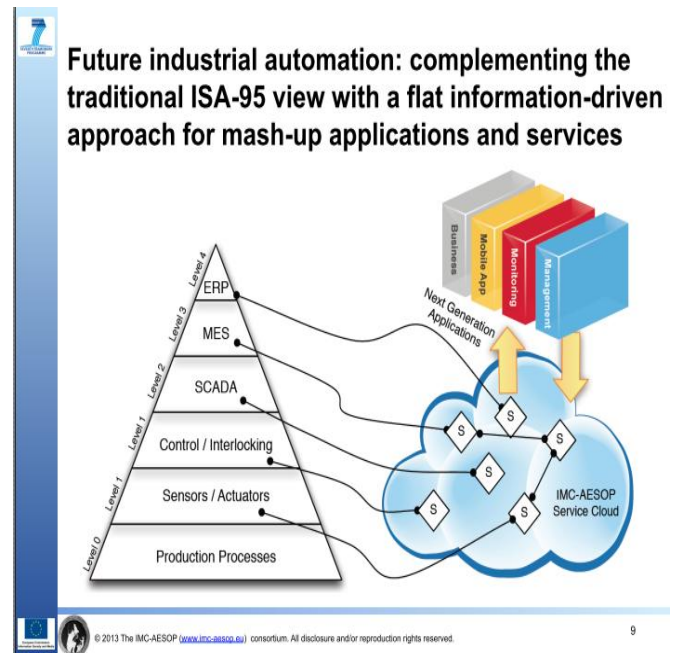 Future industrial automation: complementing the
traditional ISA-95 view with a flat information-driven
approach for mash-up applications and services
Business
Mobile App
Monitoring
Management
Next Generation
Applications
Level 4
ERP
Level 3
MES
Level 2
SCADA
Level 1
Control / Interlocking
Level 1
Sensors / Actuators
Level 0
Production Processes
S
S
S
S
S
S
IMC-AESOP
Service Cloud
© 2013 The IMC-AESOP (www.imc-aesop.eu) consortium. All disclosure and/or reproduction rights reserved.
9